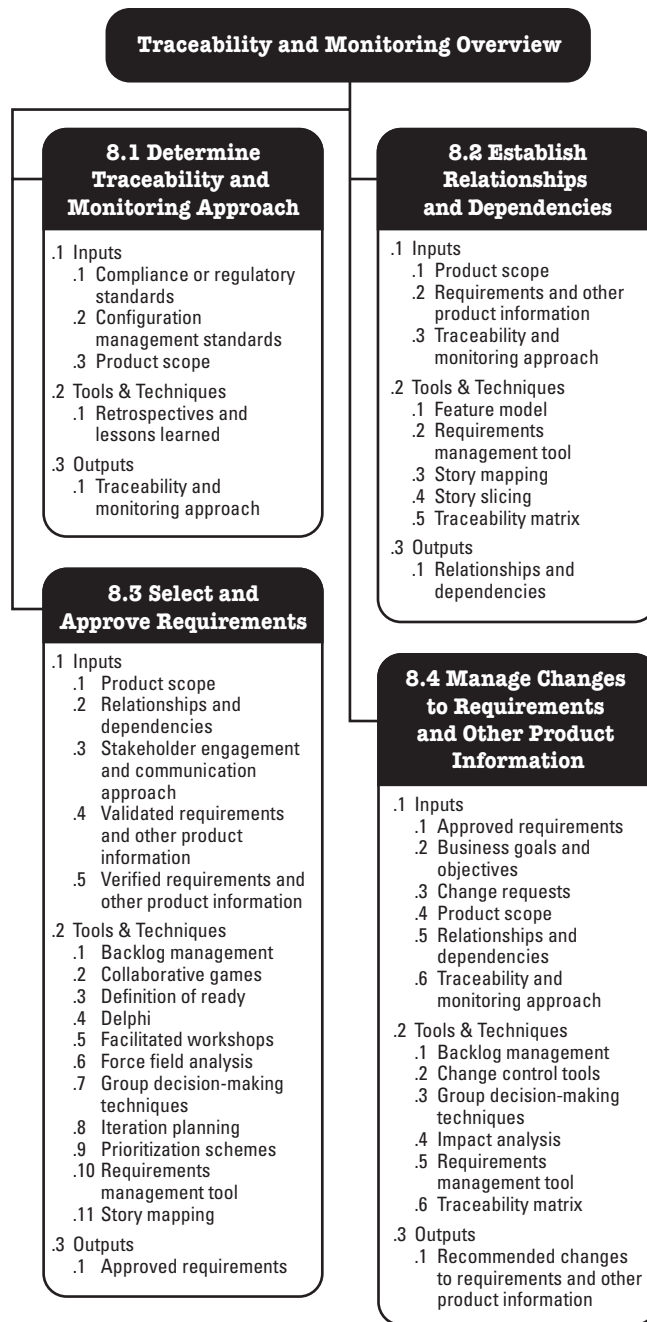 Traceability and Monitoring Overview
8.1 Determine
Traceability and
Monitoring Approach
.1 Inputs
.1 Compliance or regulatory
standards
.2 Configuration
management standards
.3 Product scope
.2 Tools & Techniques
.1 Retrospectives and
lessons learned
.3 Outputs
.1 Traceability and
monitoring approach
8.2 Establish
Relationships
and Dependencies
.1 Inputs
.1 Product scope
.2 Requirements and other
product information
.3 Traceability and
monitoring approach
.2 Tools & Techniques
.1 Feature model
.2 Requirements
management tool
.3 Story mapping
.4 Story slicing
.5 Traceability matrix
.3 Outputs
.1 Relationships and
dependencies
8.3 Select and
Approve Requirements
.1 Inputs
.1 Product scope
.2 Relationships and
dependencies
.3 Stakeholder engagement
and communication
approach
.4 Validated requirements
and other product
information
.5 Verified requirements and
other product information
.2 Tools & Techniques
.1 Backlog management
.2 Collaborative games
.3 Definition of ready
.4 Delphi
.5 Facilitated workshops
.6 Force field analysis
.7 Group decision-making
techniques
.8 Iteration planning
.9 Prioritization schemes
.10 Requirements
management tool
.11 Story mapping
.3 Outputs
.1 Approved requirements
8.4 Manage Changes
to Requirements
and Other Product
Information
.1 Inputs
.1 Approved requirements
.2 Business goals and
objectives
.3 Change requests
.4 Product scope
.5 Relationships and
dependencies
.6 Traceability and
monitoring approach
.2 Tools & Techniques
.1 Backlog management
.2 Change control tools
.3 Group decision-making
techniques
.4 Impact analysis
.5 Requirements
management tool
.6 Traceability matrix
.3 Outputs
.1 Recommended changes
to requirements and other
product information